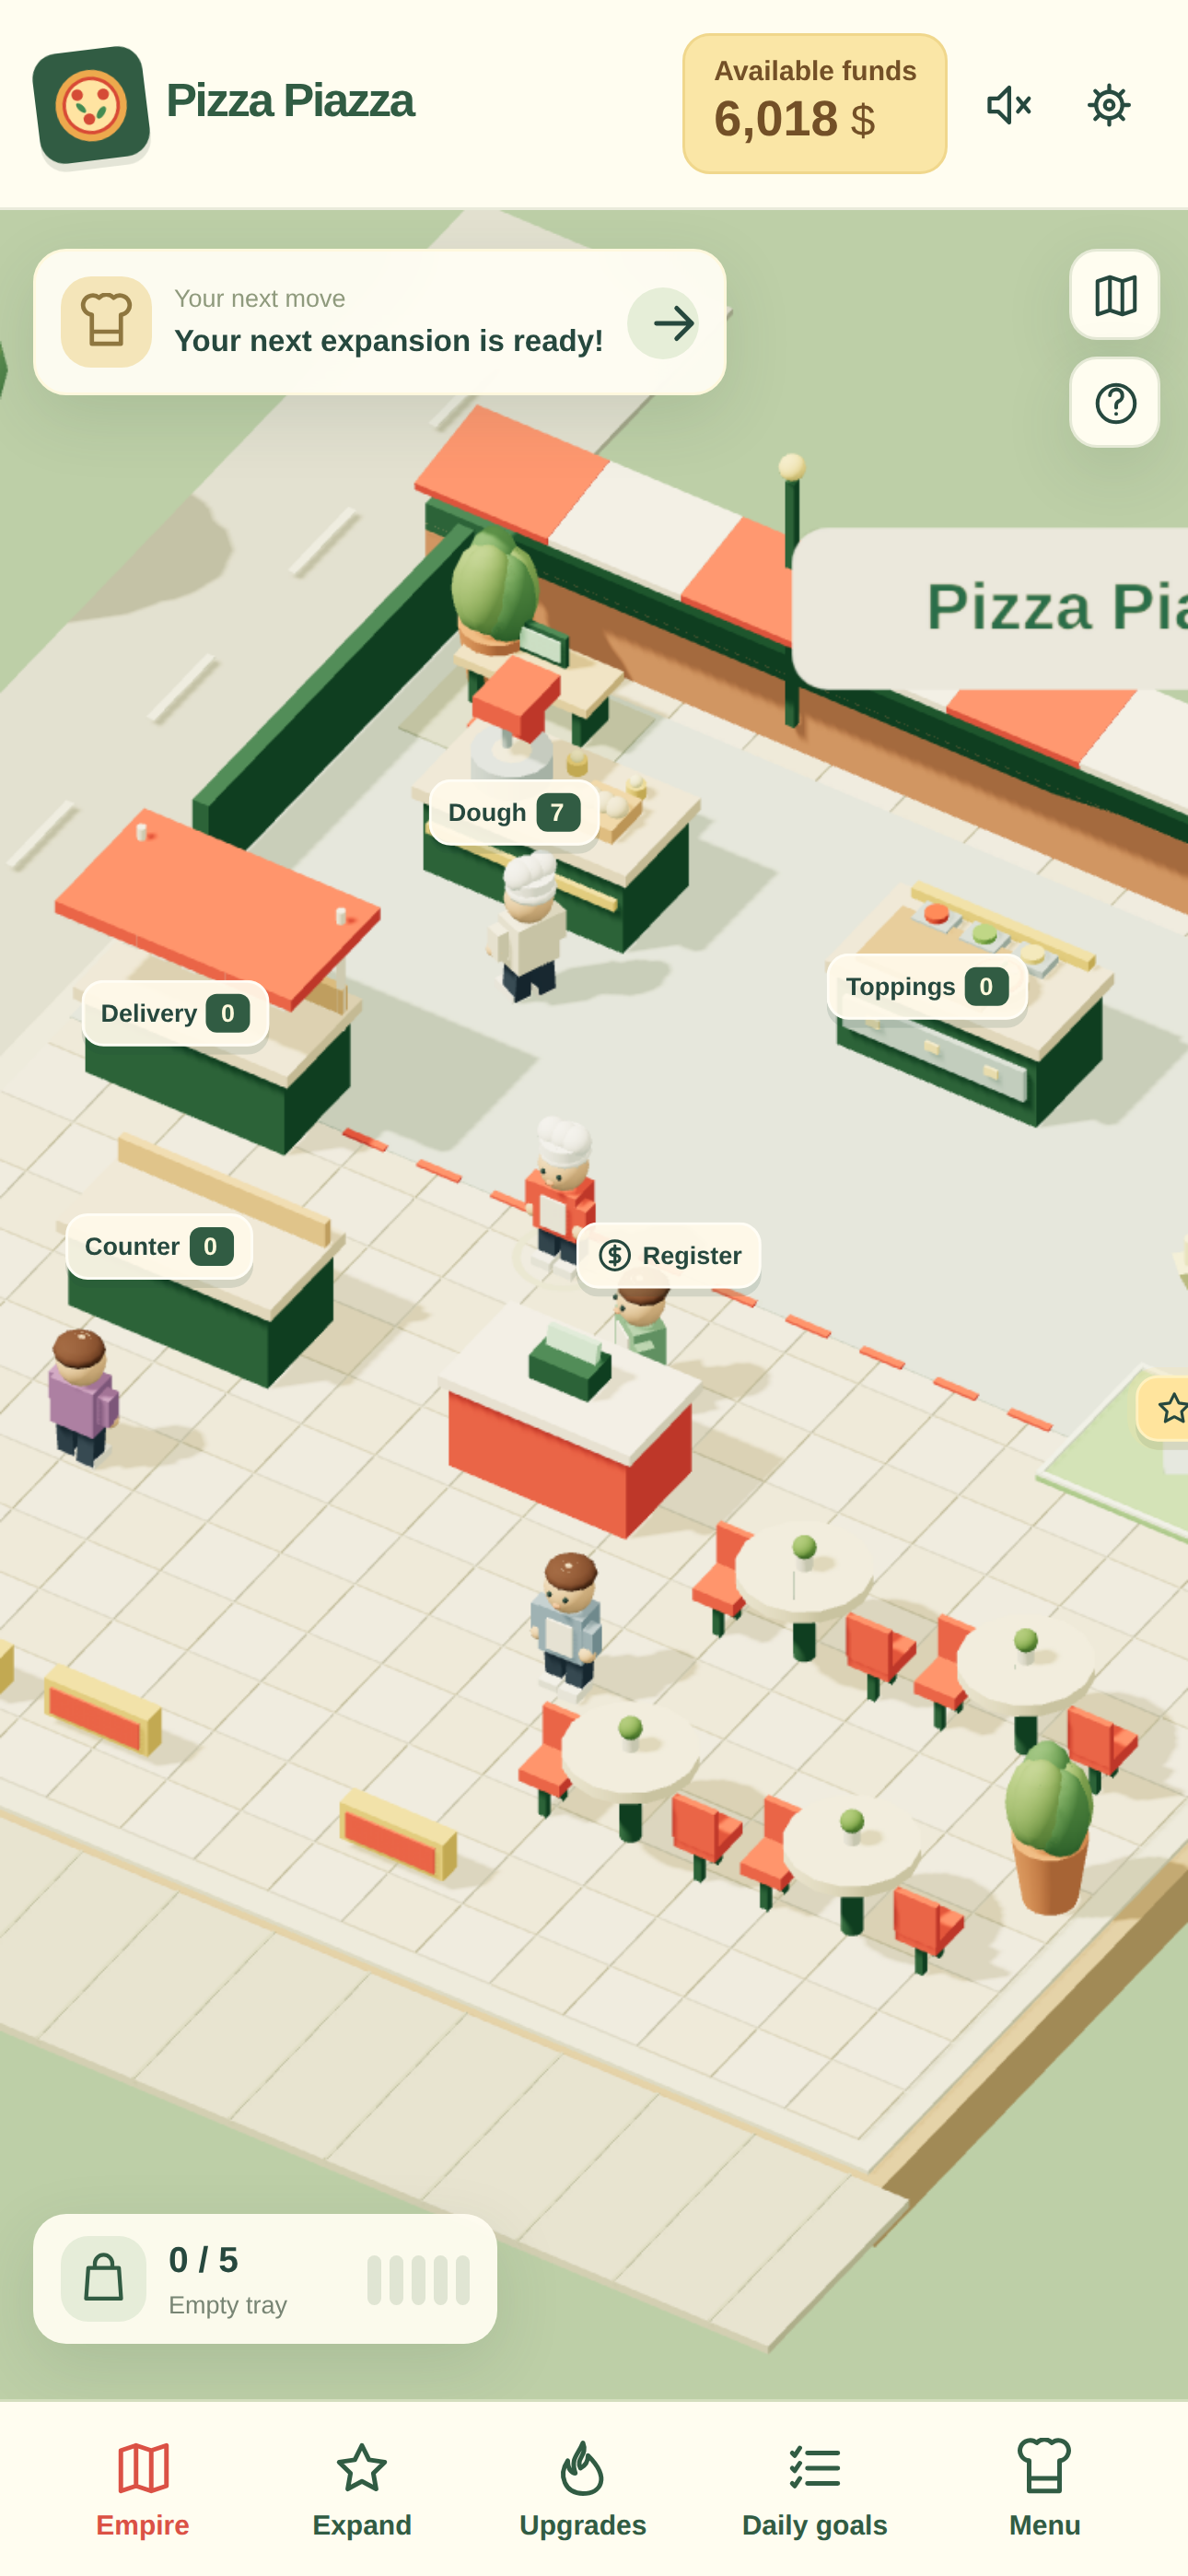 Pizza Piazza
Available funds
6,018 $
Your next move
Your next expansion is ready!
Pizza Pia
Dough 7
Toppings 0
Delivery 0
Counter 0
Register
0 / 5
Empty tray
Empire
Expand
Upgrades
Daily goals
Menu